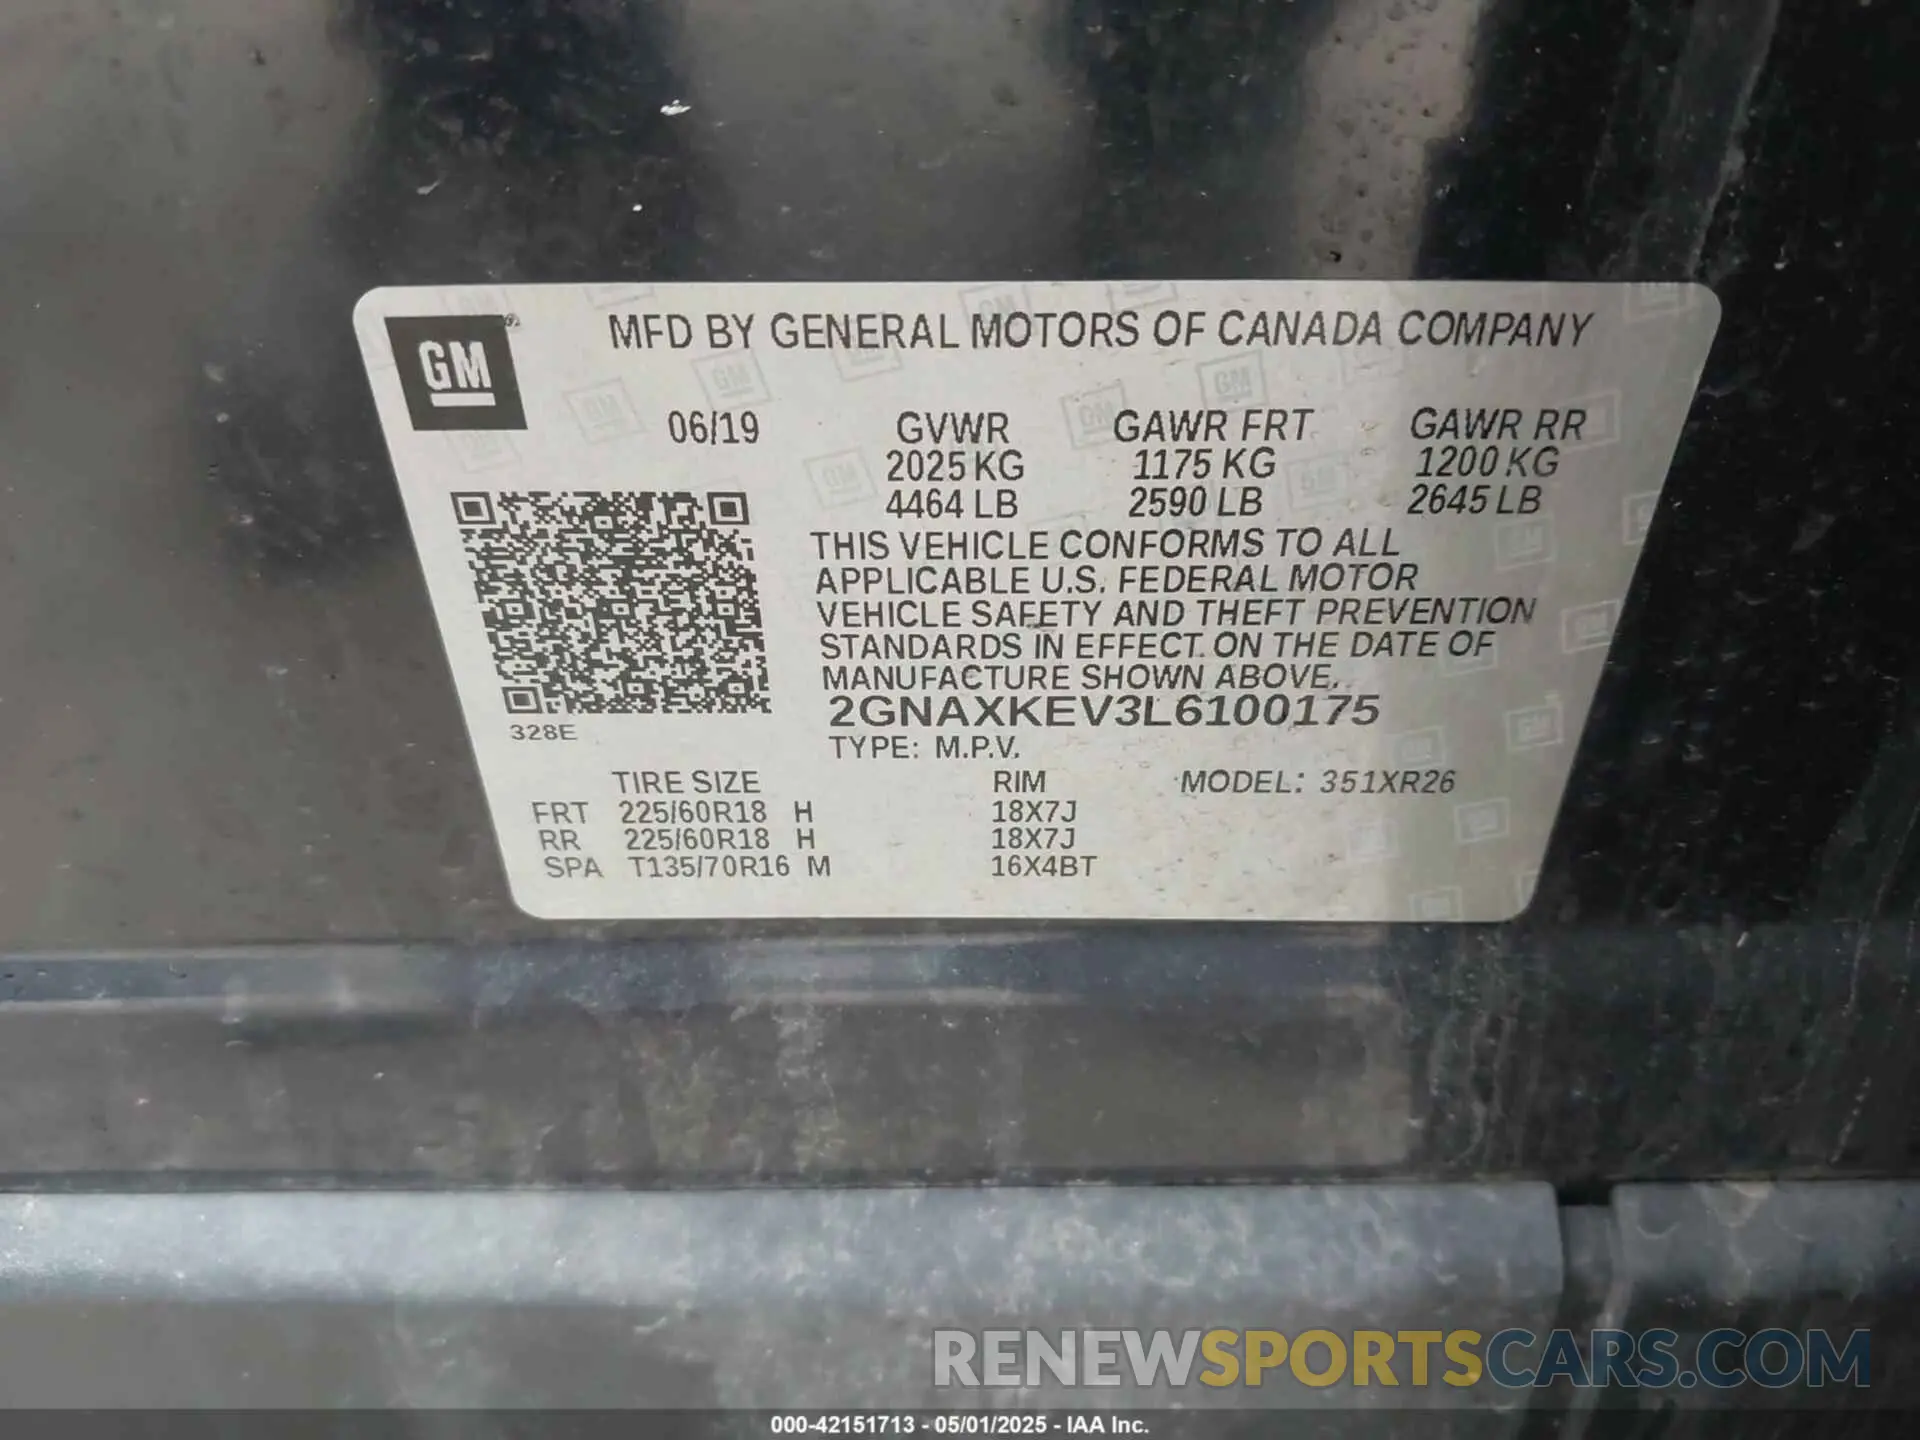 GM
MFD BY GENERAL MOTORS OF CANADA COMPANY
06/19 GVWR GAWR FRT GAWR RR
2025 KG 1175 KG 1200 KG
4464 LB 2590 LB 2645 LB
THIS VEHICLE CONFORMS TO ALL
APPLICABLE U.S. FEDERAL MOTOR
VEHICLE SAFETY AND THEFT PREVENTION
STANDARDS IN EFFECT ON THE DATE OF
MANUFACTURE SHOWN ABOVE.
2GNAXKEV3L6100175
328E
TYPE: M.P.V.
TIRE SIZE RIM MODEL: 351XR26
FRT 225/60R18 H 18X7J
RR 225/60R18 H 18X7J
SPA T135/70R16 M 16X4BT
RENEWSPORTSCARS.COM
000-42151713 - 05/01/2025 - IAA Inc.